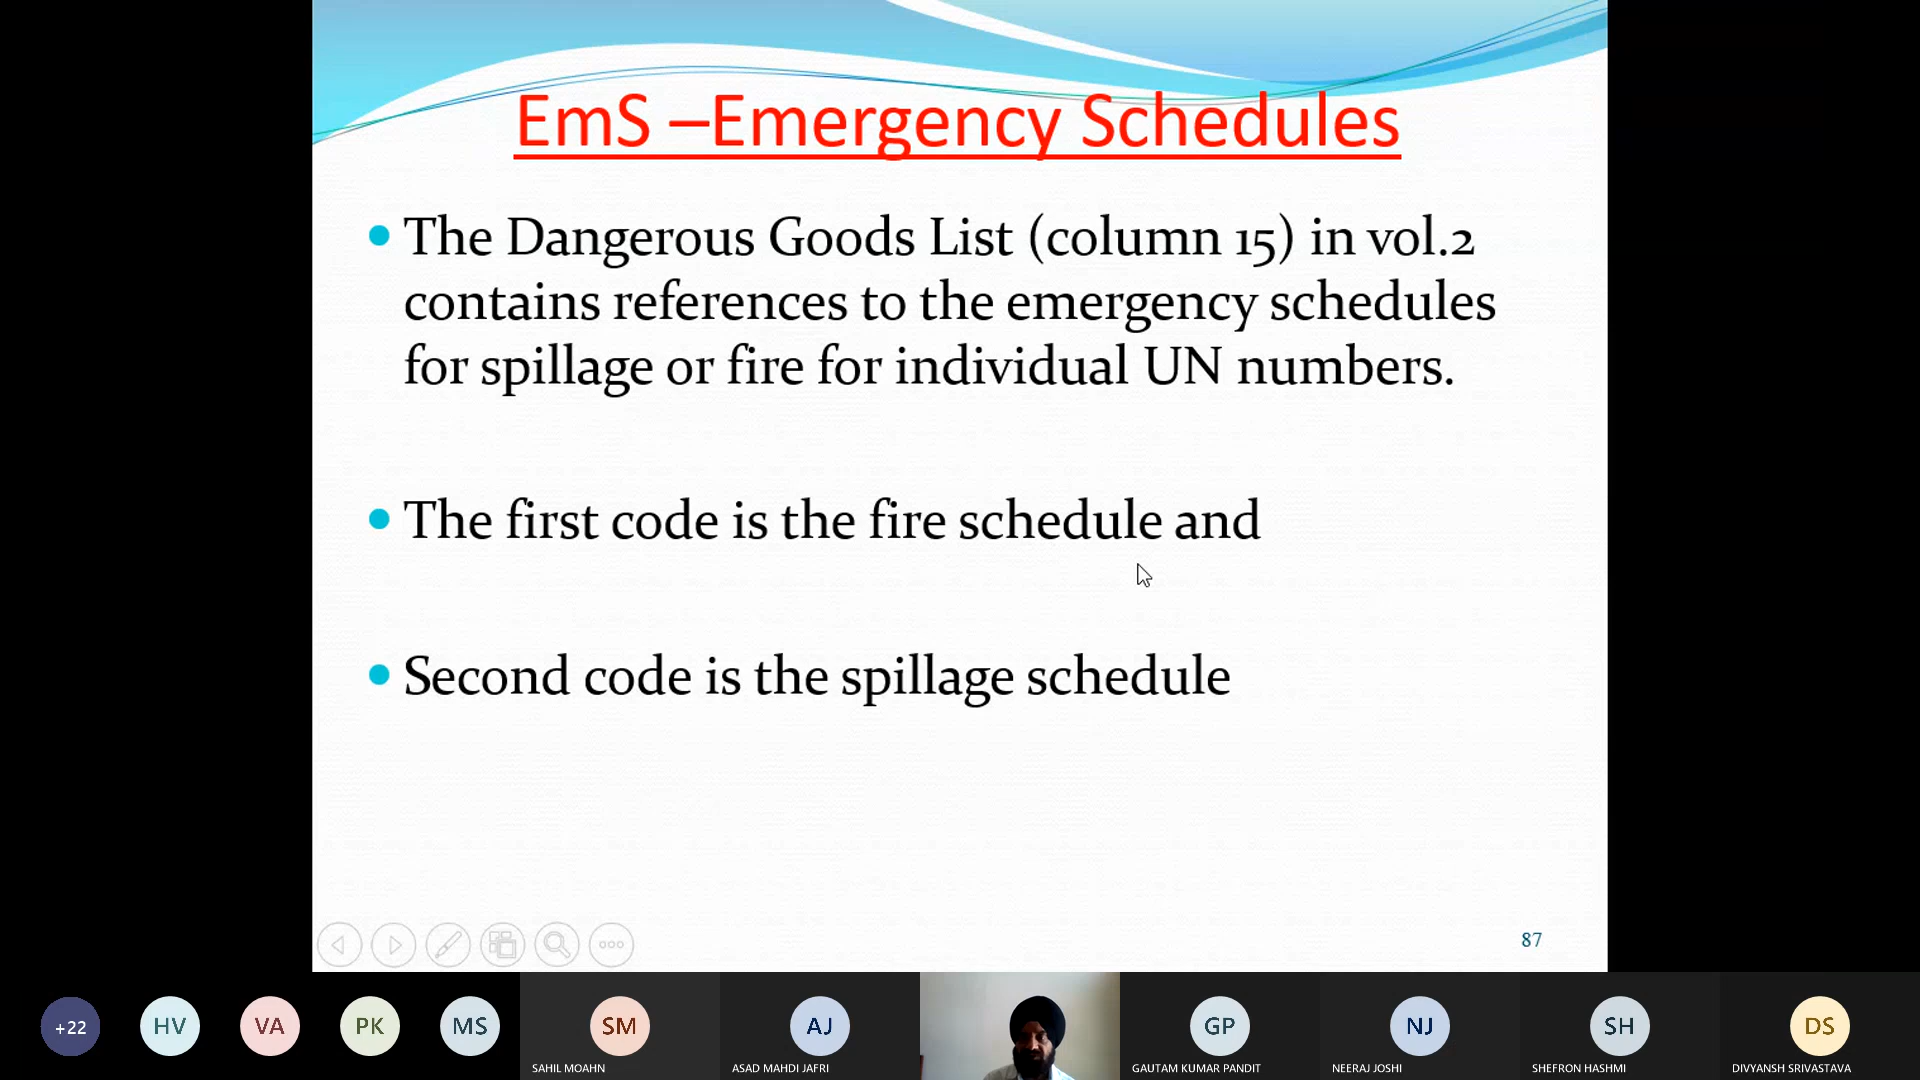 EmS –Emergency Schedules
The Dangerous Goods List (column 15) in vol.2
contains references to the emergency schedules
for spillage or fire for individual UN numbers.
The first code is the fire schedule and
Second code is the spillage schedule
87
+22
HV
VA
PK
MS
SM
SAHIL MOAHN
AJ
ASAD MAHDI JAFRI
GP
GAUTAM KUMAR PANDIT
NJ
NEERAJ JOSHI
SH
SHEFRON HASHMI
DS
DIVYANSH SRIVASTAVA